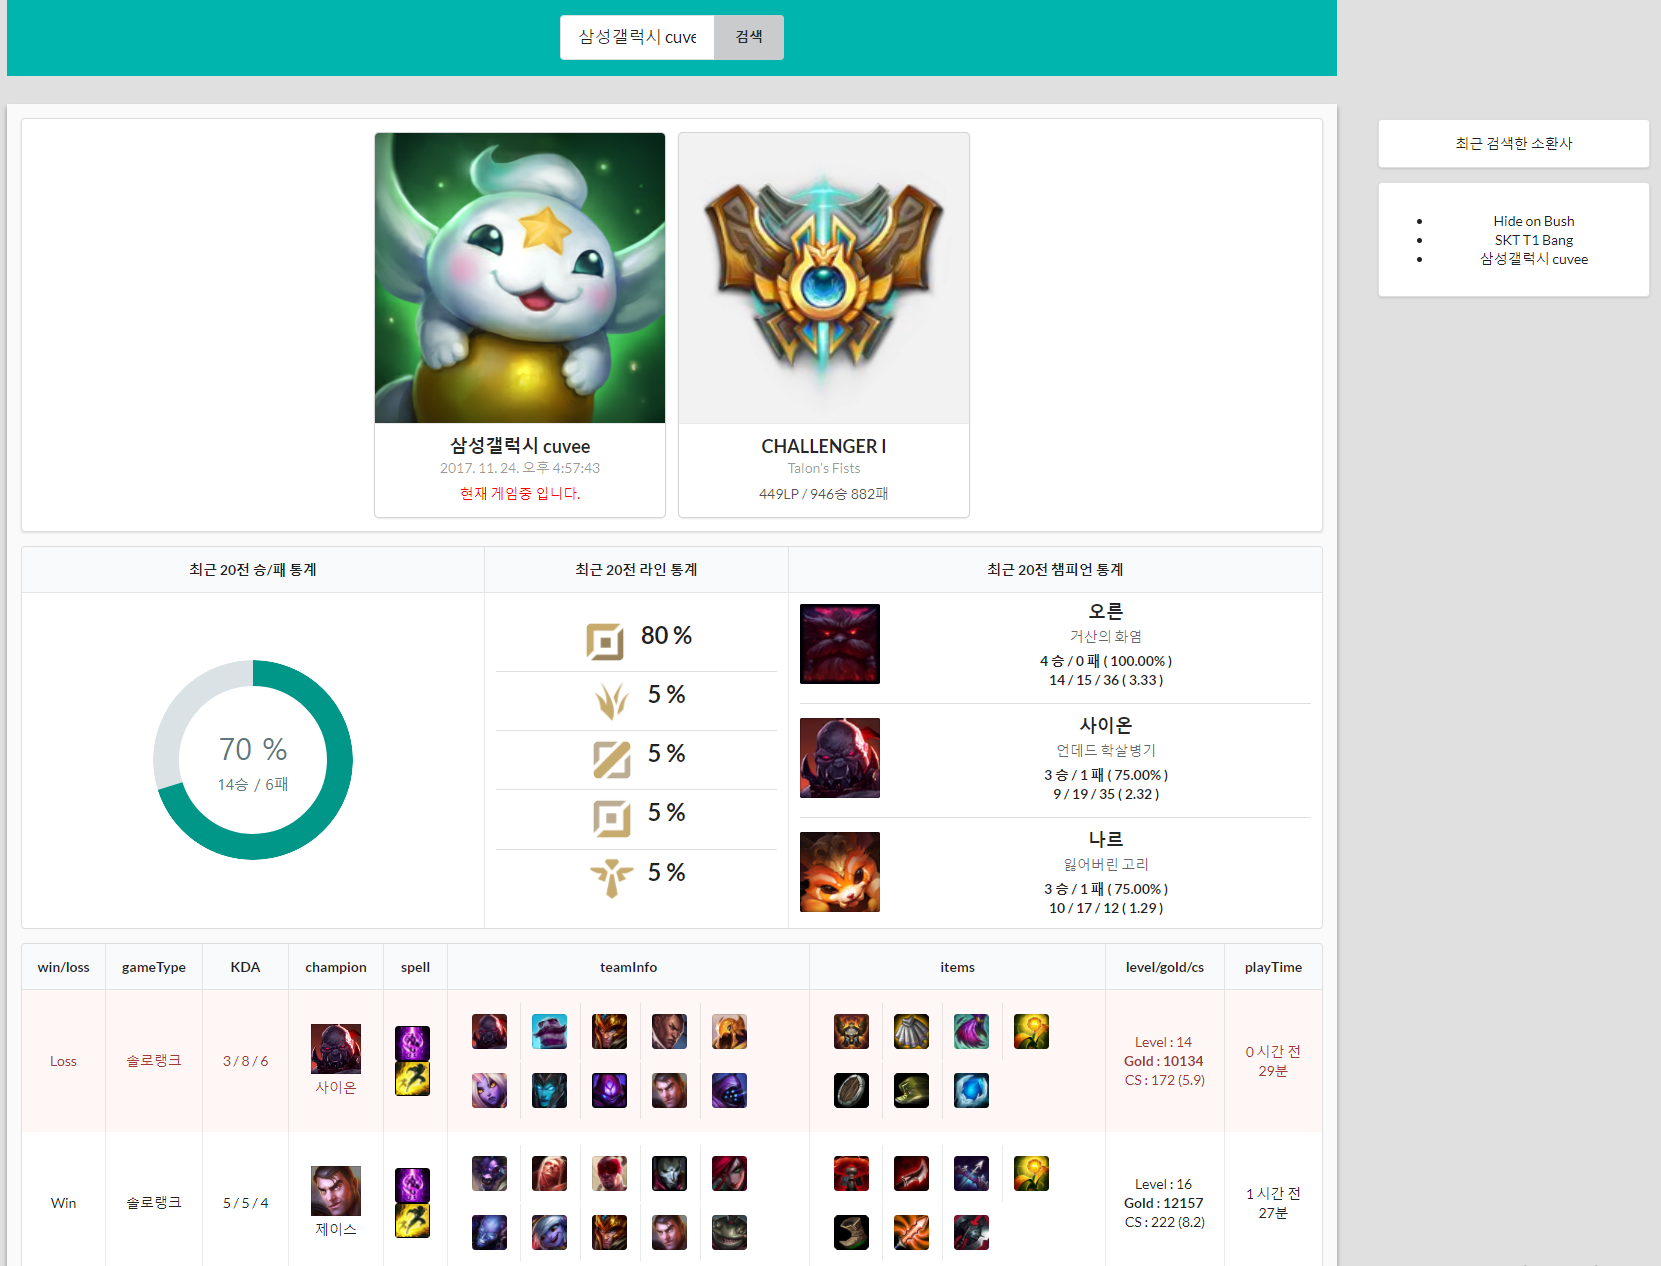 삼성갤럭시 cuve
검색
최근 검색한 소환사
Hide on Bush
SKT T1 Bang
삼성갤럭시 cuvee
삼성갤럭시 cuvee
2017. 11. 24. 오후 4:57:43
현재 게임중 입니다.
CHALLENGER I
Talon's Fists
449LP / 946승 882패
최근 20전 승/패 통계
최근 20전 라인 통계
최근 20전 챔피언 통계
70 %
14승 / 6패
80 %
5 %
5 %
5 %
5 %
오른
거산의 화염
4 승 / 0 패 ( 100.00% )
14 / 15 / 36 ( 3.33 )
사이온
언데드 학살병기
3 승 / 1 패 ( 75.00% )
9 / 19 / 35 ( 2.32 )
나르
잃어버린 고리
3 승 / 1 패 ( 75.00% )
10 / 17 / 12 ( 1.29 )
win/loss gameType KDA champion spell teamInfo items level/gold/cs playTime
Loss
솔로랭크
3 / 8 / 6
사이온
Level : 14
Gold : 10134
CS : 172 (5.9)
0 시간 전
29분
Win
솔로랭크
5 / 5 / 4
제이스
Level : 16
Gold : 12157
CS : 222 (8.2)
1 시간 전
27분